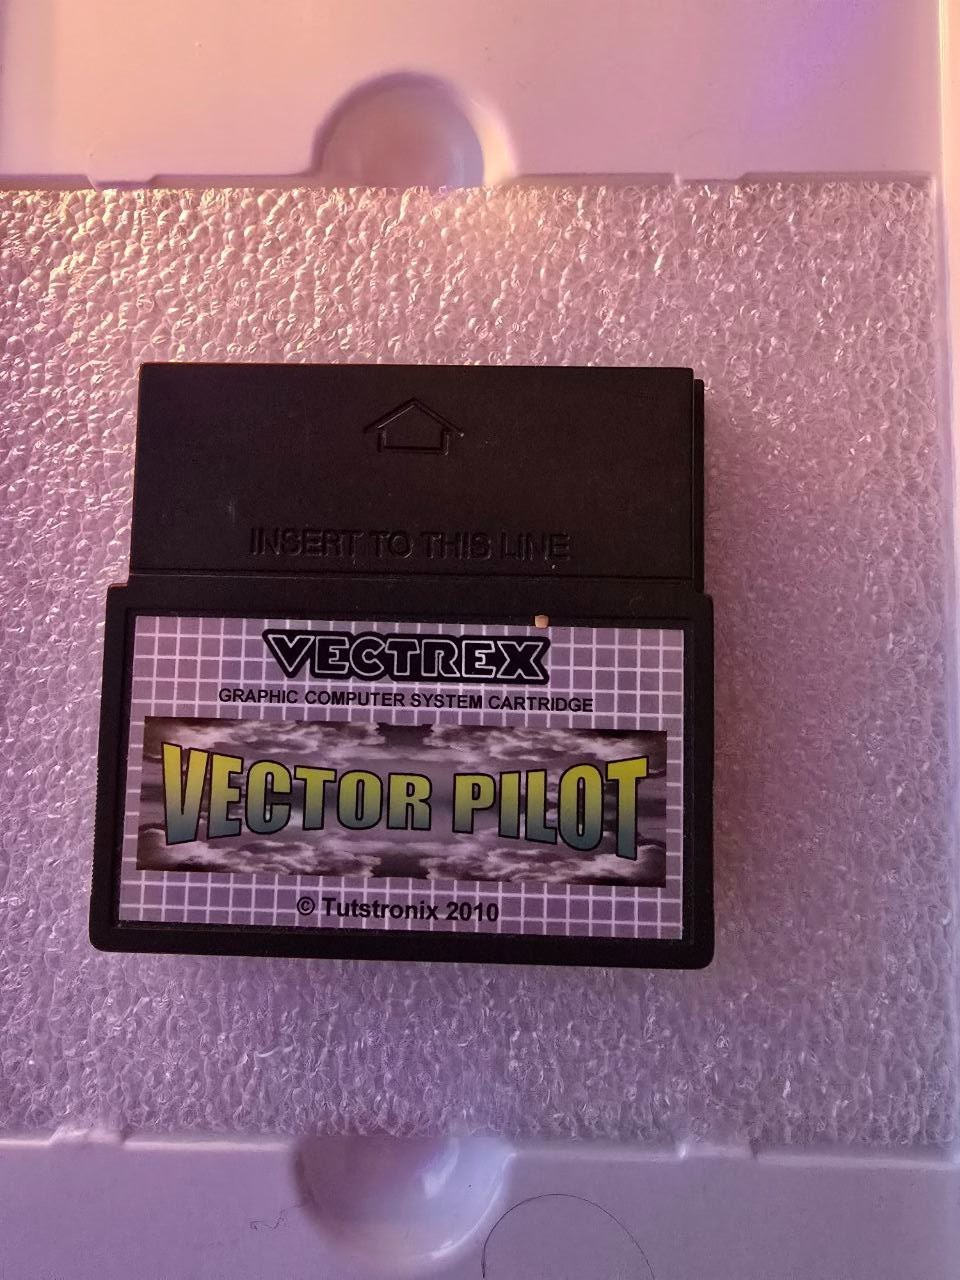 INSERT TO THIS LINE
VECTREX
GRAPHIC COMPUTER SYSTEM CARTRIDGE
VECTOR PILOT
© Tutstronix 2010